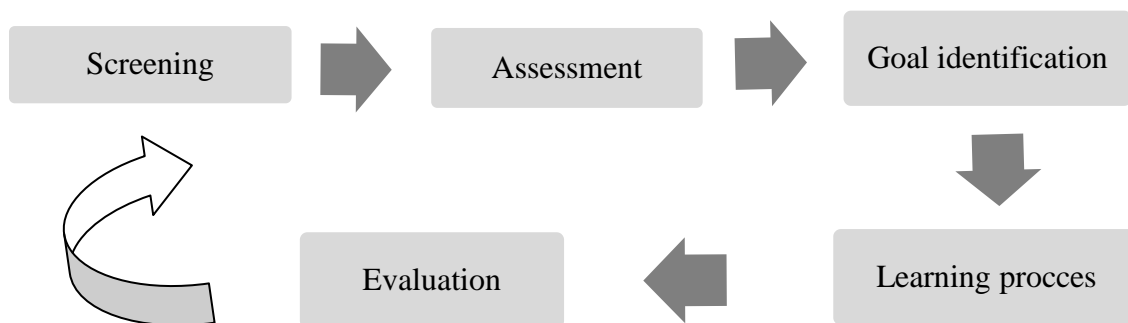 Screening
Assessment
Goal identification
Learning procces
Evaluation